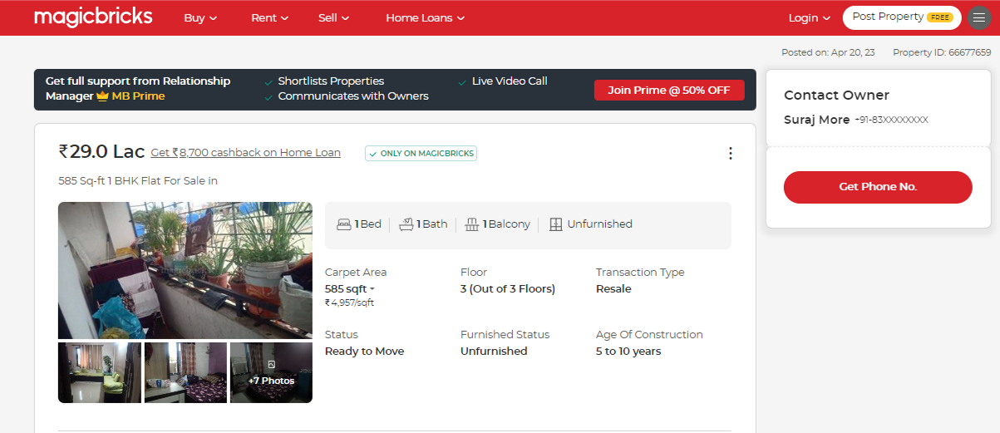 magicbricks
Buy
Rent
Sell
Home Loans
Login
Post Property FREE
Posted on: Apr 20, 23 Property ID: 66677659
Get full support from Relationship
Manager MB Prime
Shortlists Properties
Communicates with Owners
Live Video Call
Join Prime @ 50% OFF
Contact Owner
Suraj More +91-83XXXXXXXX
Get Phone No.
₹29.0 Lac Get ₹8,700 cashback on Home Loan
ONLY ON MAGICBRICKS
585 Sq-ft 1 BHK Flat For Sale in
magicbricks
+7 Photos
1 Bed
1 Bath
1 Balcony
Unfurnished
Carpet Area
585 sqft
₹4,957/sqft
Floor
3 (Out of 3 Floors)
Transaction Type
Resale
Status
Ready to Move
Furnished Status
Unfurnished
Age Of Construction
5 to 10 years